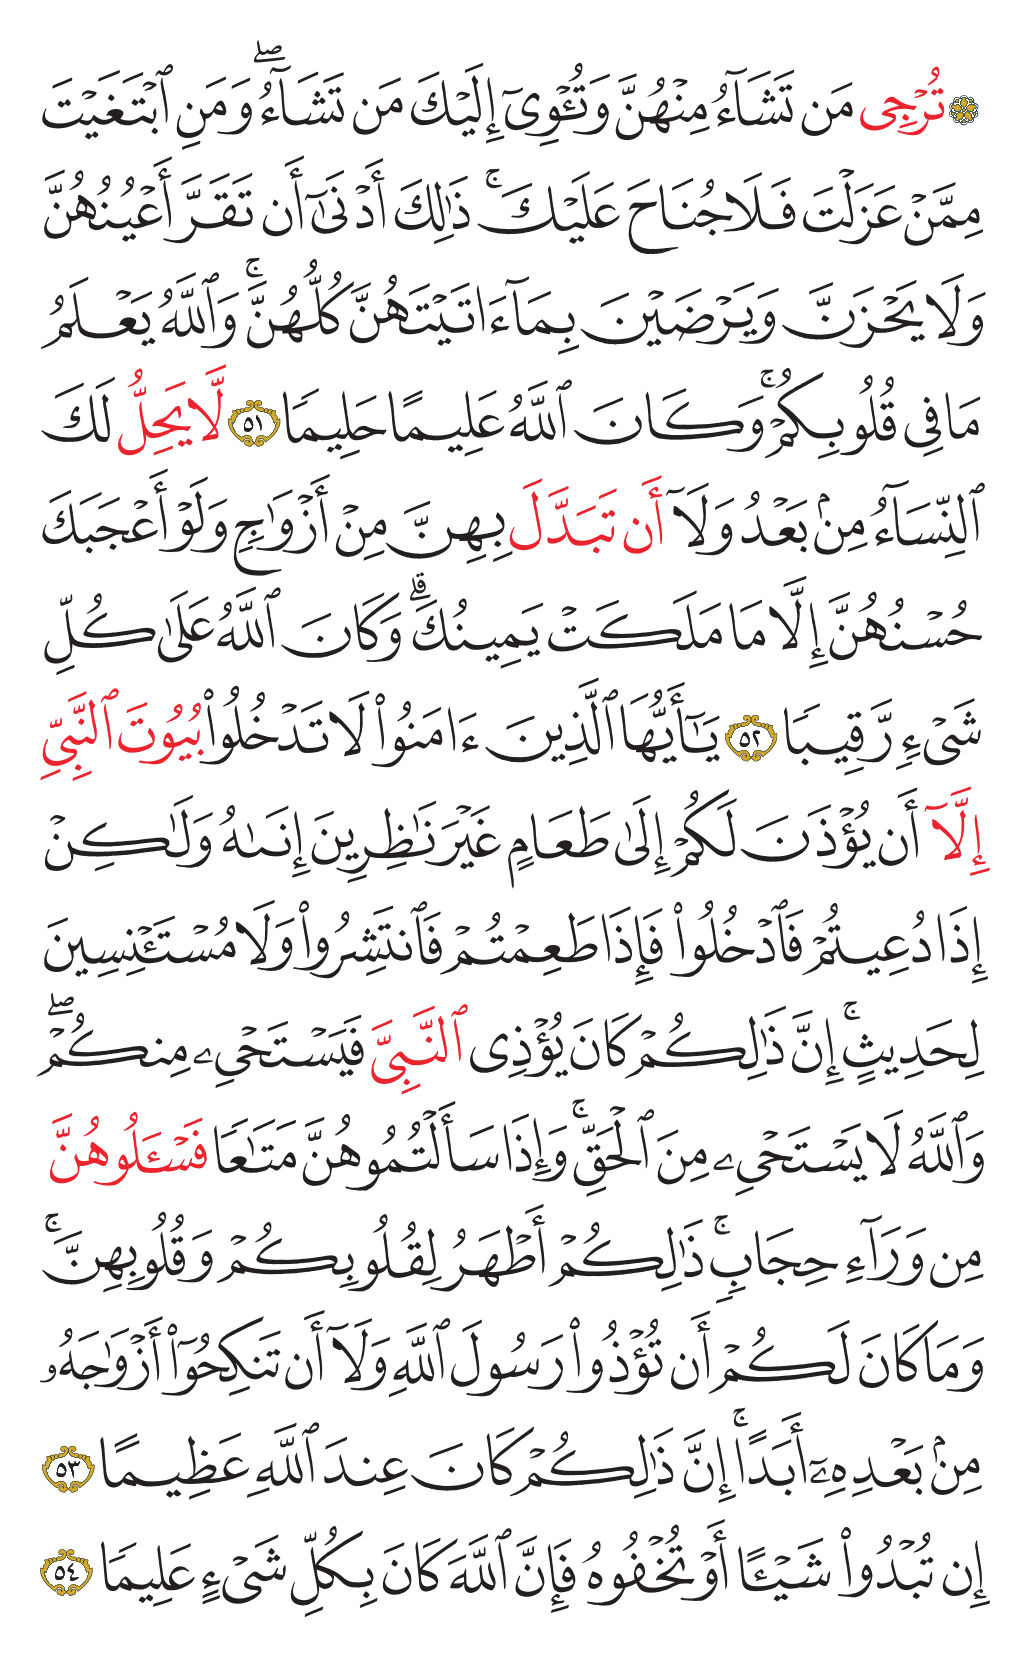 ۞ تُرْجِى مَن تَشَآءُ مِنْهُنَّ وَتُـْٔوِىٓ إِلَيْكَ مَن تَشَآءُۖ وَمَنِ ٱبْتَغَيْتَ
مِمَّنْ عَزَلْتَ فَلَا جُنَاحَ عَلَيْكَۚ ذَٰلِكَ أَدْنَىٰٓ أَن تَقَرَّ أَعْيُنُهُنَّ
وَلَا يَحْزَنَّ وَيَرْضَيْنَ بِمَآ ءَاتَيْتَهُنَّ كُلُّهُنَّۚ وَٱللَّهُ يَعْلَمُ
مَا فِى قُلُوبِكُمْۚ وَكَانَ ٱللَّهُ عَلِيمًا حَلِيمًا ٥١ لَّا يَحِلُّ لَكَ
ٱلنِّسَآءُ مِنۢ بَعْدُ وَلَآ أَن تَبَدَّلَ بِهِنَّ مِنْ أَزْوَٰجٍ وَلَوْ أَعْجَبَكَ
حُسْنُهُنَّ إِلَّا مَا مَلَكَتْ يَمِينُكَۗ وَكَانَ ٱللَّهُ عَلَىٰ كُلِّ
شَىْءٍ رَّقِيبًا ٥٢ يَـٰٓأَيُّهَا ٱلَّذِينَ ءَامَنُوا۟ لَا تَدْخُلُوا۟ بُيُوتَ ٱلنَّبِىِّ
إِلَّآ أَن يُؤْذَنَ لَكُمْ إِلَىٰ طَعَامٍ غَيْرَ نَـٰظِرِينَ إِنَىٰهُ وَلَـٰكِنْ
إِذَا دُعِيتُمْ فَٱدْخُلُوا۟ فَإِذَا طَعِمْتُمْ فَٱنتَشِرُوا۟ وَلَا مُسْتَـْٔنِسِينَ
لِحَدِيثٍۚ إِنَّ ذَٰلِكُمْ كَانَ يُؤْذِى ٱلنَّبِىَّ فَيَسْتَحْىِۦ مِنكُمْۖ
وَٱللَّهُ لَا يَسْتَحْىِۦ مِنَ ٱلْحَقِّۚ وَإِذَا سَأَلْتُمُوهُنَّ مَتَـٰعًا فَسْـَٔلُوهُنَّ
مِن وَرَآءِ حِجَابٍۚ ذَٰلِكُمْ أَطْهَرُ لِقُلُوبِكُمْ وَقُلُوبِهِنَّۚ
وَمَا كَانَ لَكُمْ أَن تُؤْذُوا۟ رَسُولَ ٱللَّهِ وَلَآ أَن تَنكِحُوٓا۟ أَزْوَٰجَهُۥ
مِنۢ بَعْدِهِۦٓ أَبَدًاۚ إِنَّ ذَٰلِكُمْ كَانَ عِندَ ٱللَّهِ عَظِيمًا ٥٣
إِن تُبْدُوا۟ شَيْـًٔا أَوْ تُخْفُوهُ فَإِنَّ ٱللَّهَ كَانَ بِكُلِّ شَىْءٍ عَلِيمًا ٥٤